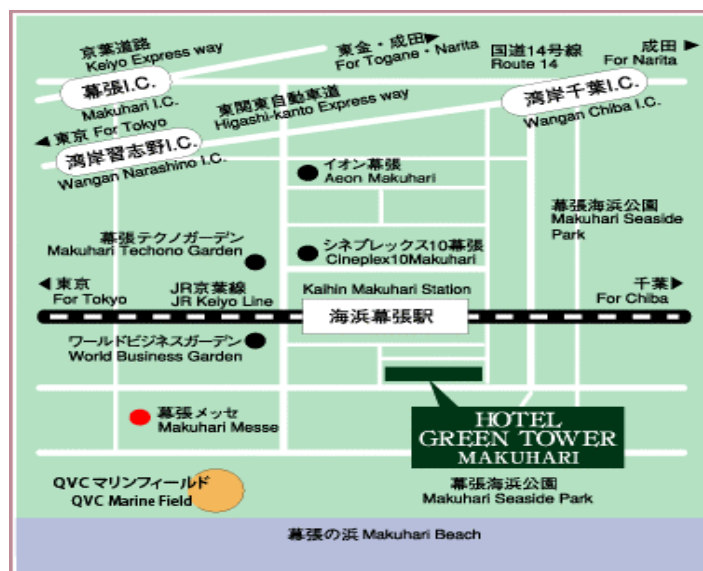 京葉道路
Keiyo Express way
東金・成田▶
For Togane・Narita
国道14号線
Route 14
成田 ▶
For Narita
幕張I.C.
Makuhari I.C.
東関東自動車道
Higashi-kanto Express way
湾岸千葉I.C.
Wangan Chiba I.C.
◀東京 For Tokyo
湾岸習志野I.C.
Wangan Narashino I.C.
イオン幕張
Aeon Makuhari
幕張海浜公園
Makuhari Seaside
Park
幕張テクノガーデン
Makuhari Techono Garden
シネプレックス10幕張
Cineplex10Makuhari
◀東京
For Tokyo
JR京葉線
JR Keiyo Line
Kaihin Makuhari Station
海浜幕張駅
千葉▶
For Chiba
ワールドビジネスガーデン
World Business Garden
幕張メッセ
Makuhari Messe
HOTEL
GREEN TOWER
MAKUHARI
QVCマリンフィールド
QVC Marine Field
幕張海浜公園
Makuhari Seaside Park
幕張の浜 Makuhari Beach